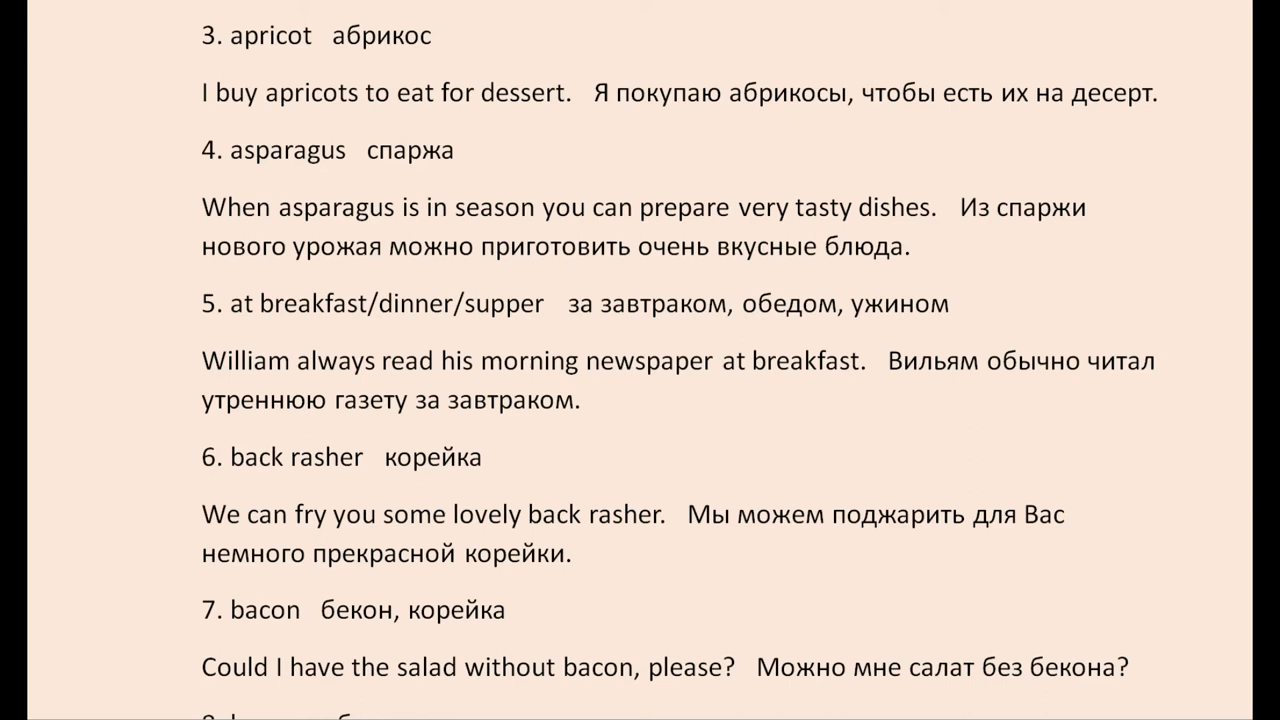 3. apricot абрикос
I buy apricots to eat for dessert. Я покупаю абрикосы, чтобы есть их на десерт.
4. asparagus спаржа
When asparagus is in season you can prepare very tasty dishes. Из спаржи
нового урожая можно приготовить очень вкусные блюда.
5. at breakfast/dinner/supper за завтраком, обедом, ужином
William always read his morning newspaper at breakfast. Вильям обычно читал
утреннюю газету за завтраком.
6. back rasher корейка
We can fry you some lovely back rasher. Мы можем поджарить для Вас
немного прекрасной корейки.
7. bacon бекон, корейка
Could I have the salad without bacon, please? Можно мне салат без бекона?